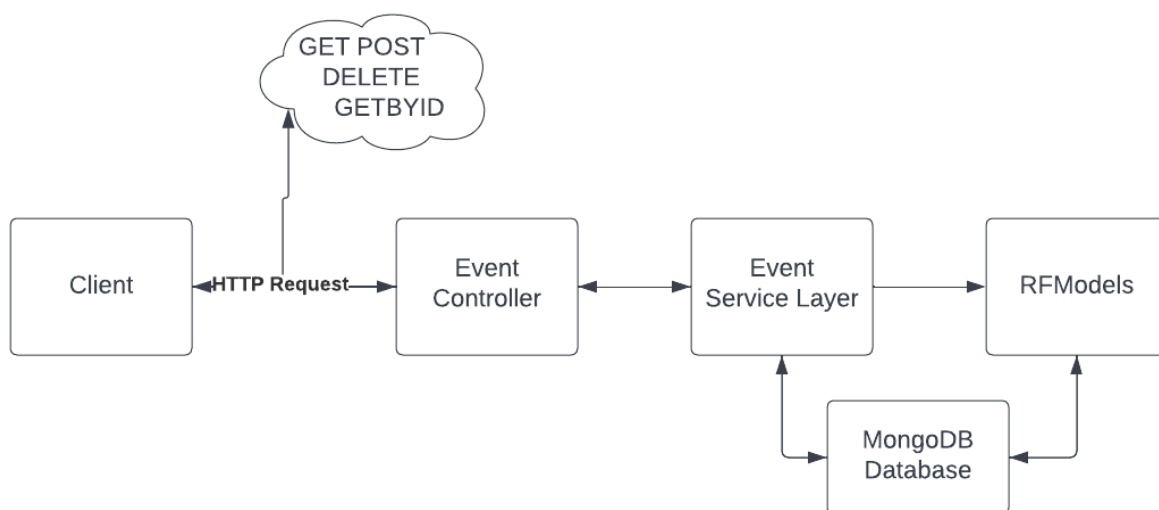 GET POST
DELETE
GETBYID
Client
HTTP Request
Event
Controller
Event
Service Layer
RFModels
MongoDB
Database